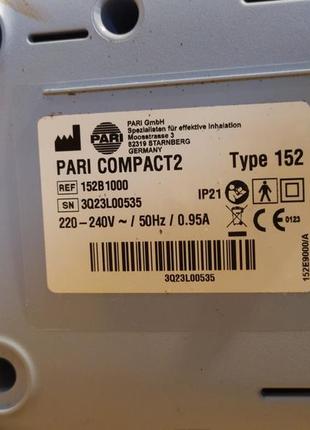 PARI
PARI GmbH
Spezialisten für effektive Inhalation
Moosstrasse 3
82319 STARNBERG
GERMANY
PARI COMPACT2 Type 152
REF 152B1000
SN 3Q23L00535
IP21
220-240V ~ / 50Hz / 0.95A
CE 0123
3Q23L00535
152E9000/A